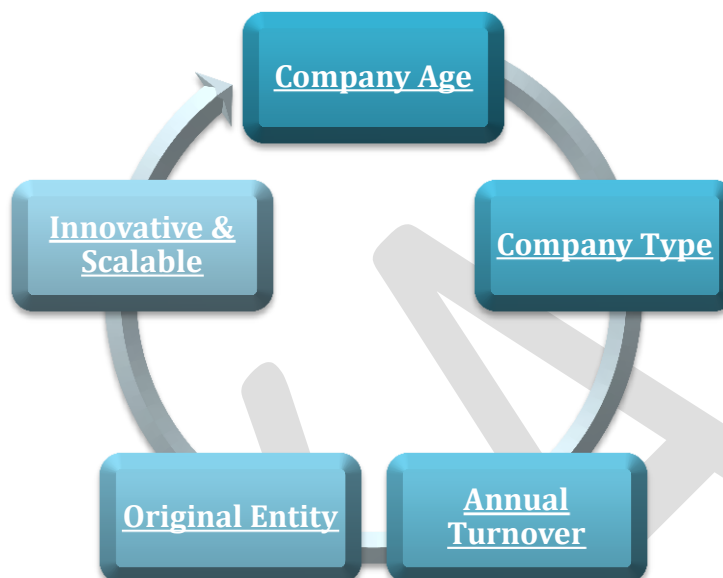 Company Age
Company Type
Annual
Turnover
Original Entity
Innovative &
Scalable